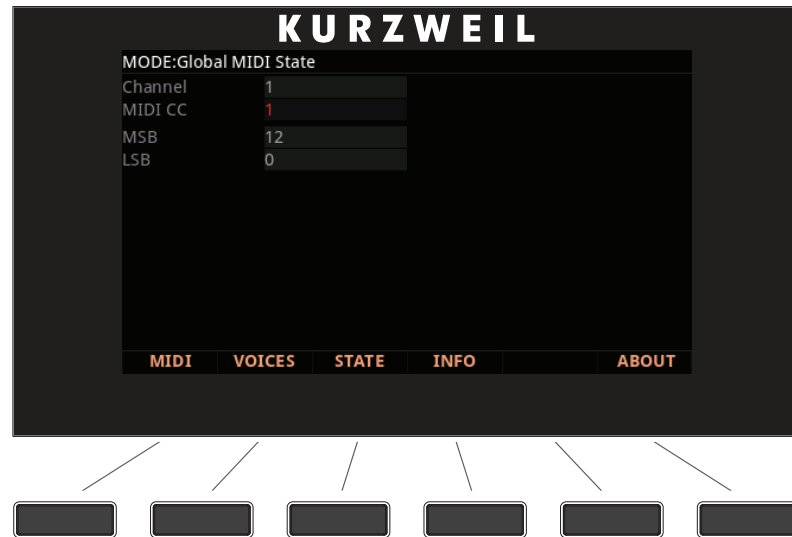 KURZWEIL
MODE:Global MIDI State
Channel 1
MIDI CC 1
MSB 12
LSB 0
MIDI VOICES STATE INFO ABOUT